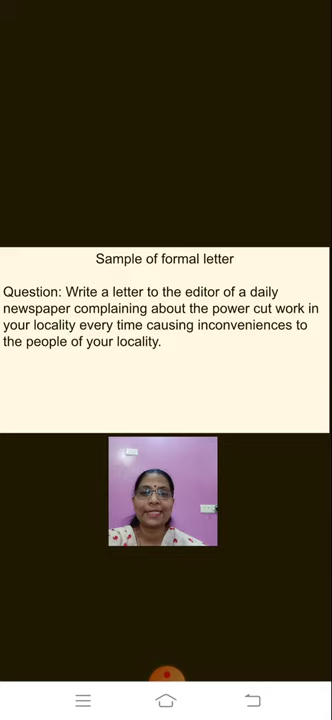 Sample of formal letter
Question: Write a letter to the editor of a daily
newspaper complaining about the power cut work in
your locality every time causing inconveniences to
the people of your locality.